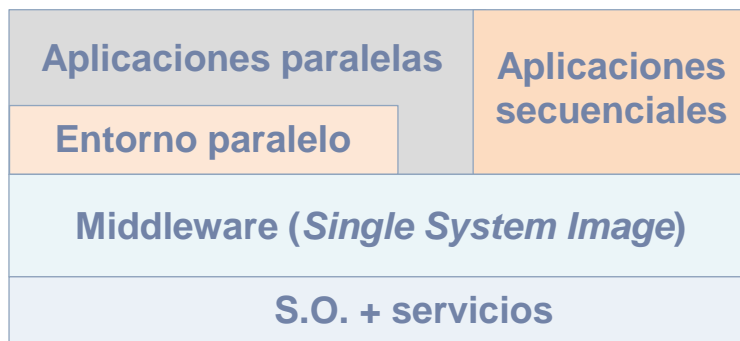 Aplicaciones paralelas
Aplicaciones
secuenciales
Entorno paralelo
Middleware (Single System Image)
S.O. + servicios